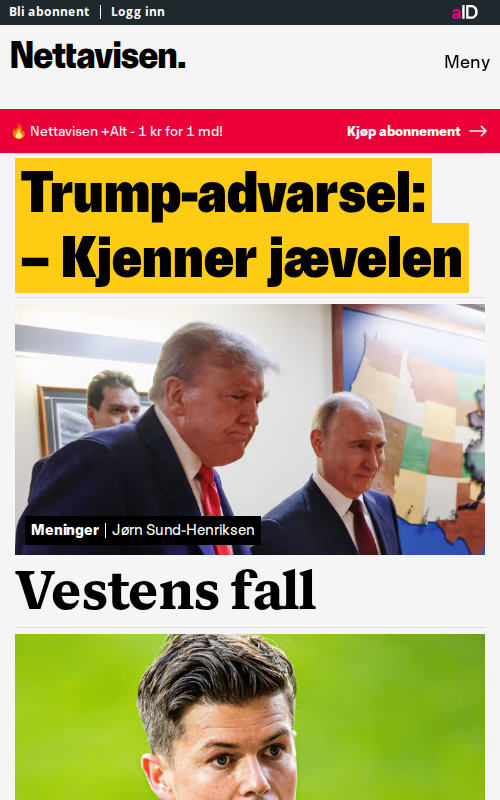 Bli abonnent | Logg inn
aID
Nettavisen.
Meny
🔥 Nettavisen +Alt - 1 kr for 1 md!
Kjøp abonnement →
Trump-advarsel:
– Kjenner jævelen
Meninger | Jørn Sund-Henriksen
Vestens fall